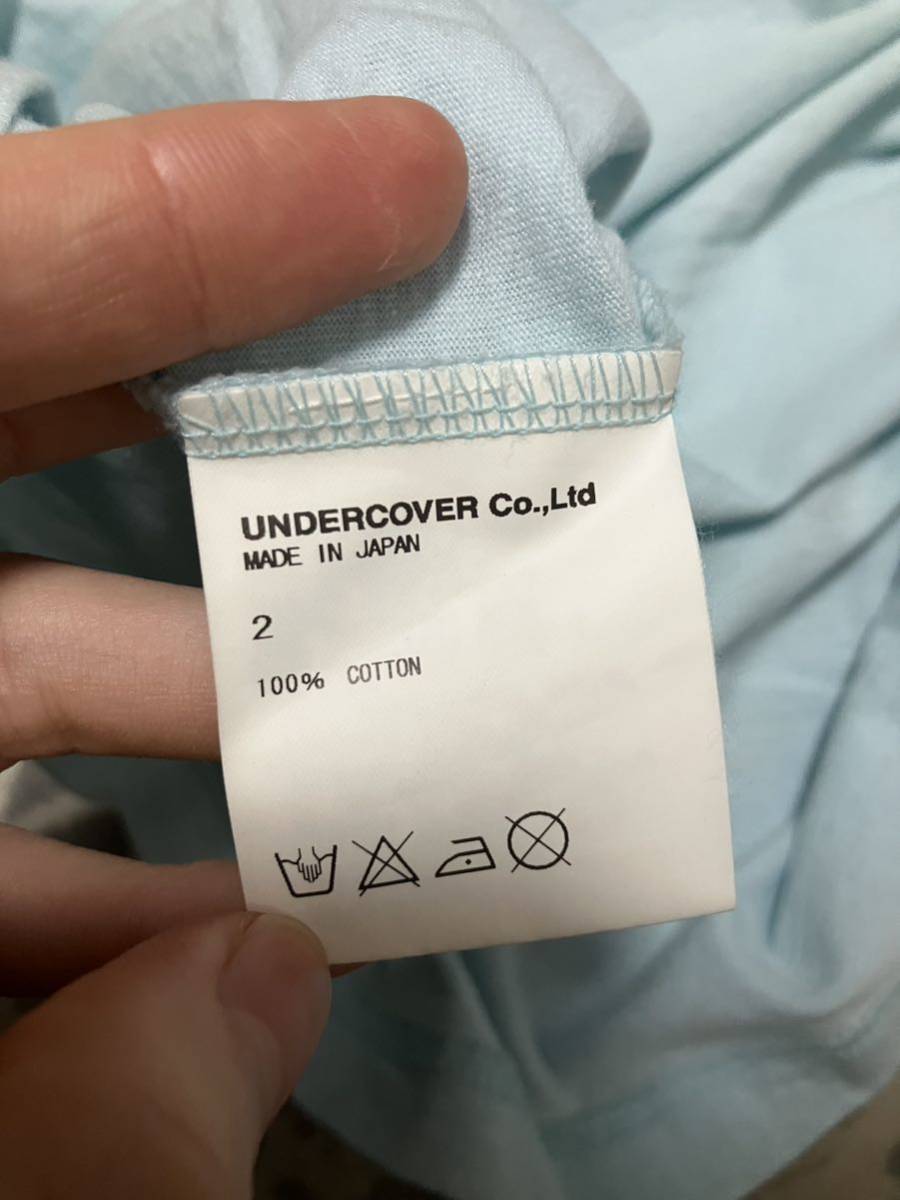 UNDERCOVER Co.,Ltd
MADE IN JAPAN
2
100% COTTON